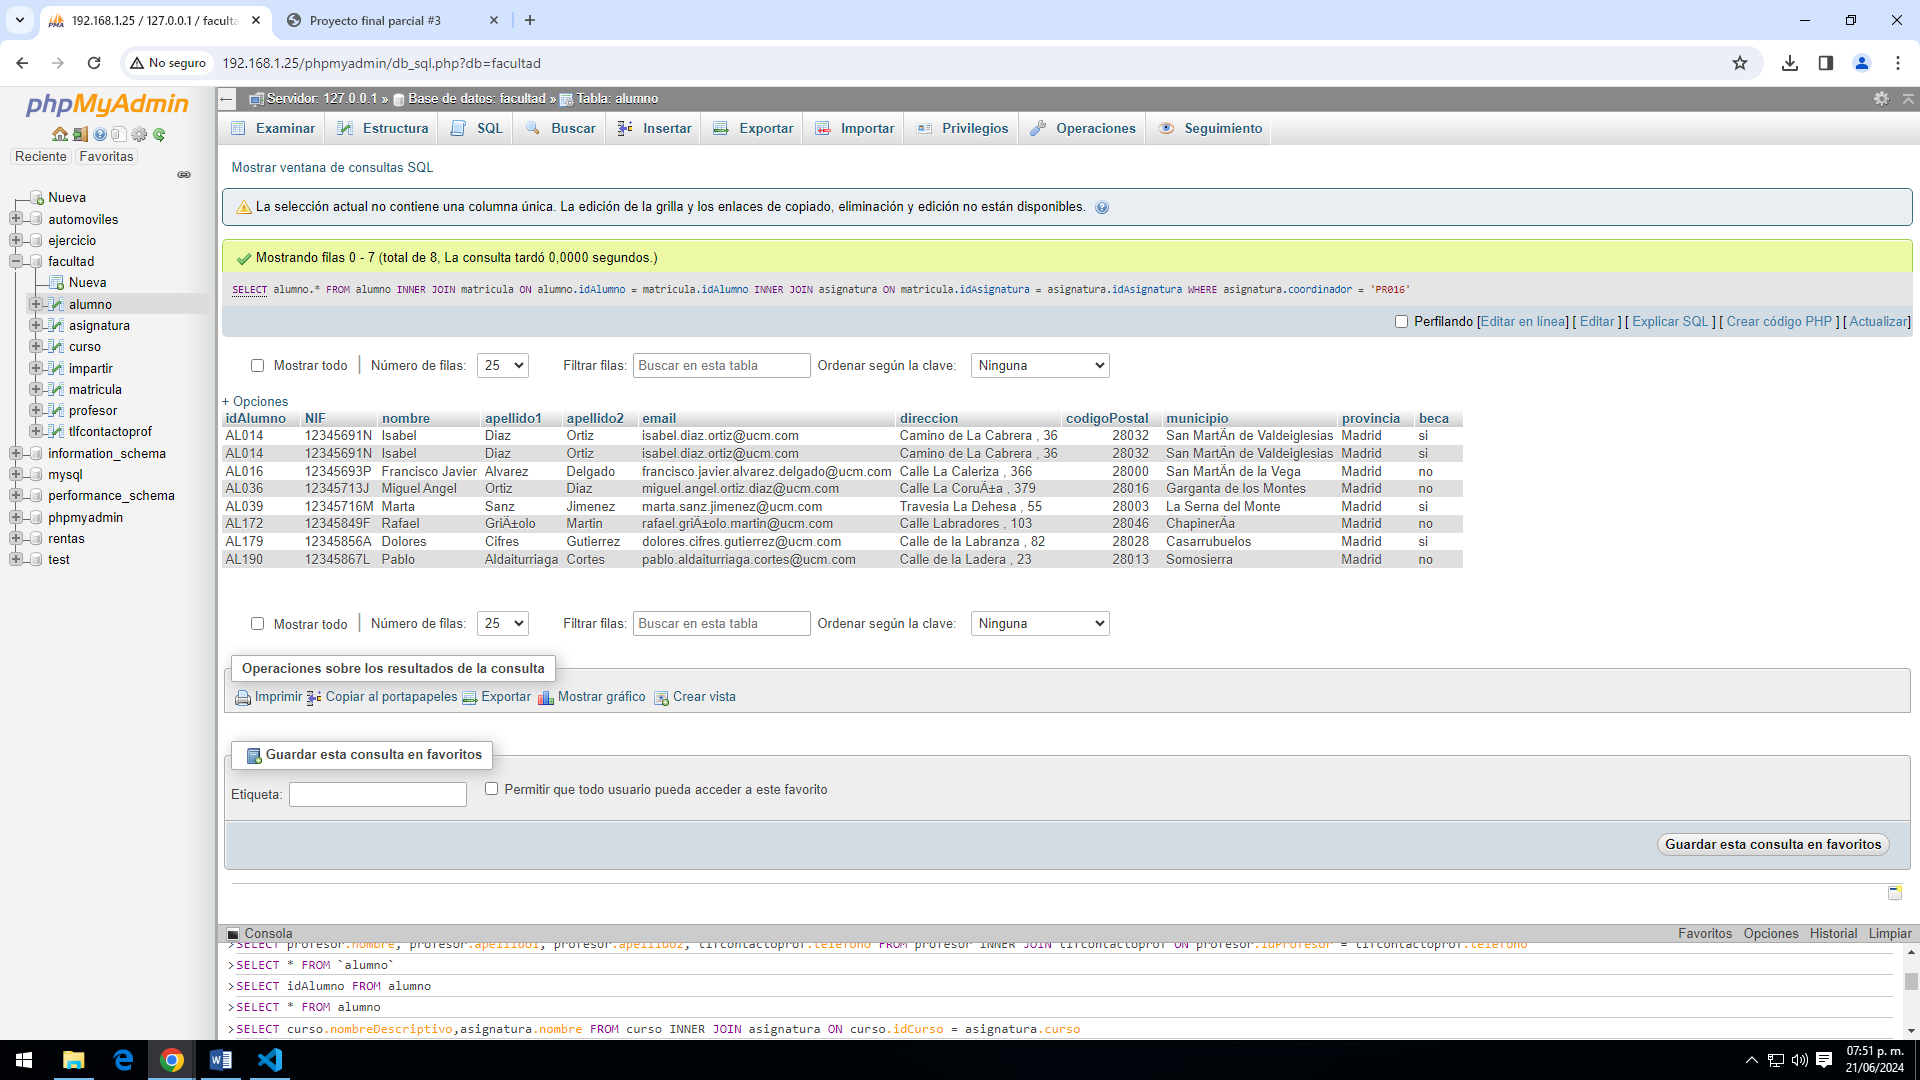 192.168.1.25 / 127.0.0.1 / faculta
Proyecto final parcial #3
No seguro
192.168.1.25/phpmyadmin/db_sql.php?db=facultad
phpMyAdmin
Reciente Favoritas
Nueva
automoviles
ejercicio
facultad
Nueva
alumno
asignatura
curso
impartir
matricula
profesor
tlfcontactoprof
information_schema
mysql
performance_schema
phpmyadmin
rentas
test
Servidor: 127.0.0.1 » Base de datos: facultad » Tabla: alumno
Examinar Estructura SQL Buscar Insertar Exportar Importar Privilegios Operaciones Seguimiento
Mostrar ventana de consultas SQL
La selección actual no contiene una columna única. La edición de la grilla y los enlaces de copiado, eliminación y edición no están disponibles.
Mostrando filas 0 - 7 (total de 8, La consulta tardó 0,0000 segundos.)
SELECT alumno.* FROM alumno INNER JOIN matricula ON alumno.idAlumno = matricula.idAlumno INNER JOIN asignatura ON matricula.idAsignatura = asignatura.idAsignatura WHERE asignatura.coordinador = 'PR016'
Perfilando [Editar en línea] [ Editar ] [ Explicar SQL ] [ Crear código PHP ] [ Actualizar]
Mostrar todo | Número de filas: 25 Filtrar filas: Buscar en esta tabla Ordenar según la clave: Ninguna
+ Opciones
idAlumno NIF nombre apellido1 apellido2 email direccion codigoPostal municipio provincia beca
AL014 12345691N Isabel Diaz Ortiz isabel.diaz.ortiz@ucm.com Camino de La Cabrera , 36 28032 San MartÃn de Valdeiglesias Madrid si
AL014 12345691N Isabel Diaz Ortiz isabel.diaz.ortiz@ucm.com Camino de La Cabrera , 36 28032 San MartÃn de Valdeiglesias Madrid si
AL016 12345693P Francisco Javier Alvarez Delgado francisco.javier.alvarez.delgado@ucm.com Calle La Caleriza , 366 28000 San MartÃn de la Vega Madrid no
AL036 12345713J Miguel Angel Ortiz Diaz miguel.angel.ortiz.diaz@ucm.com Calle La CoruÃ±a , 379 28016 Garganta de los Montes Madrid no
AL039 12345716M Marta Sanz Jimenez marta.sanz.jimenez@ucm.com Travesia La Dehesa , 55 28003 La Serna del Monte Madrid si
AL172 12345849F Rafael GriÃ±olo Martin rafael.griÃ±olo.martin@ucm.com Calle Labradores , 103 28046 ChapinerÃa Madrid no
AL179 12345856A Dolores Cifres Gutierrez dolores.cifres.gutierrez@ucm.com Calle de la Labranza , 82 28028 Casarrubuelos Madrid si
AL190 12345867L Pablo Aldaiturriaga Cortes pablo.aldaiturriaga.cortes@ucm.com Calle de la Ladera , 23 28013 Somosierra Madrid no
Mostrar todo | Número de filas: 25 Filtrar filas: Buscar en esta tabla Ordenar según la clave: Ninguna
Operaciones sobre los resultados de la consulta
Imprimir Copiar al portapapeles Exportar Mostrar gráfico Crear vista
Guardar esta consulta en favoritos
Etiqueta: Permitir que todo usuario pueda acceder a este favorito
Guardar esta consulta en favoritos
Consola Favoritos Opciones Historial Limpiar
>SELECT profesor.nombre, profesor.apellido1, profesor.apellido2, tlfcontactoprof.telefono FROM profesor INNER JOIN tlfcontactoprof ON profesor.idProfesor = tlfcontactoprof.telefono
>SELECT * FROM `alumno`
>SELECT idAlumno FROM alumno
>SELECT * FROM alumno
>SELECT curso.nombreDescriptivo,asignatura.nombre FROM curso INNER JOIN asignatura ON curso.idCurso = asignatura.curso
07:51 p. m.
21/06/2024